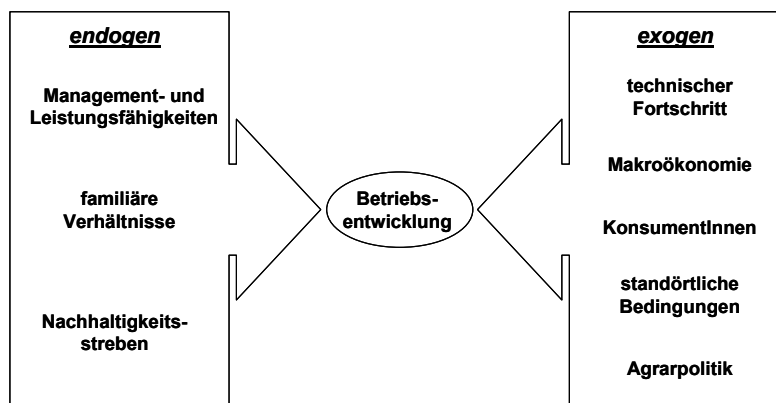 endogen
Management- und
Leistungsfähigkeiten
familiäre
Verhältnisse
Nachhaltigkeits-
streben
Betriebs-
entwicklung
exogen
technischer
Fortschritt
Makroökonomie
KonsumentInnen
standörtliche
Bedingungen
Agrarpolitik